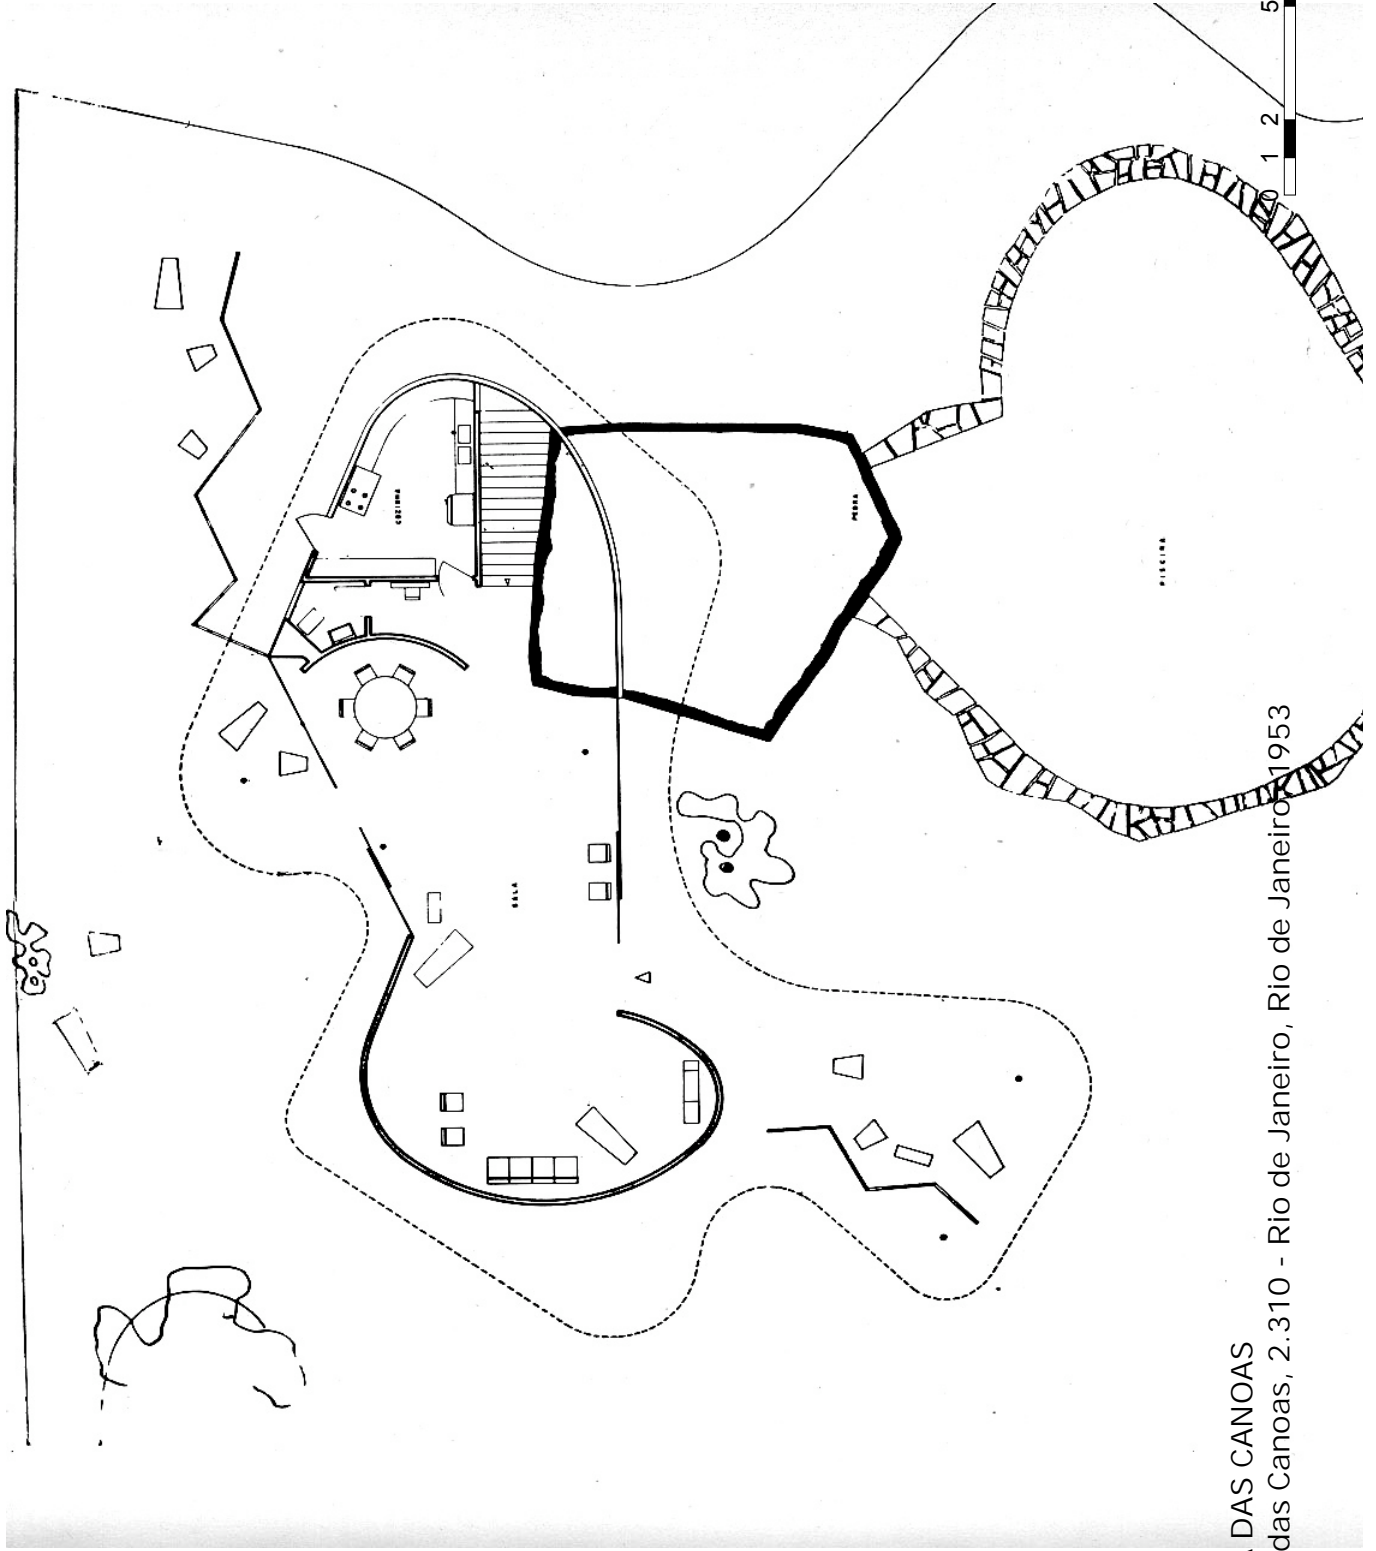 COZINHA
PEDRA
PISCINA
SALA
0 1 2 5
DAS CANOAS
das Canoas, 2.310 - Rio de Janeiro, Rio de Janeiro, 1953